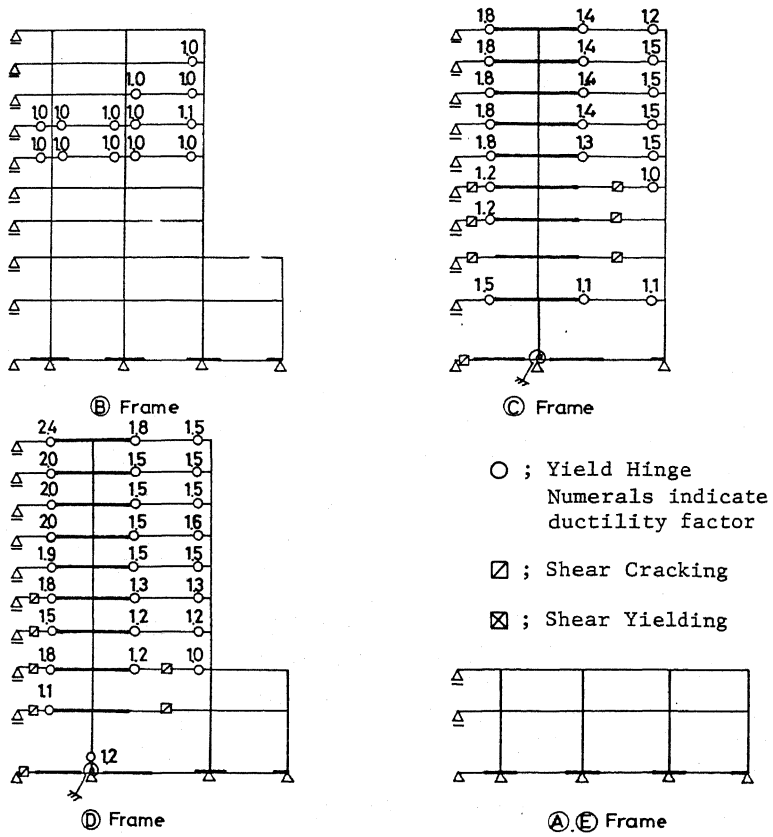 1.0
1.0 1.0
1.0 1.0 1.0 1.0 1.1
1.0 1.0 1.0 1.0 1.0
Ⓑ Frame
1.8 1.4 1.2
1.8 1.4 1.5
1.8 1.4 1.5
1.8 1.4 1.5
1.8 1.3 1.5
1.2 1.0
1.2
1.5 1.1 1.1
Ⓒ Frame
2.4 1.8 1.5
2.0 1.5 1.5
2.0 1.5 1.5
2.0 1.5 1.6
1.9 1.5 1.5
1.8 1.3 1.3
1.5 1.2 1.2
1.8 1.2 1.0
1.1
1.2
Ⓓ Frame
; Yield Hinge
Numerals indicate
ductility factor
; Shear Cracking
; Shear Yielding
Ⓐ,Ⓔ Frame